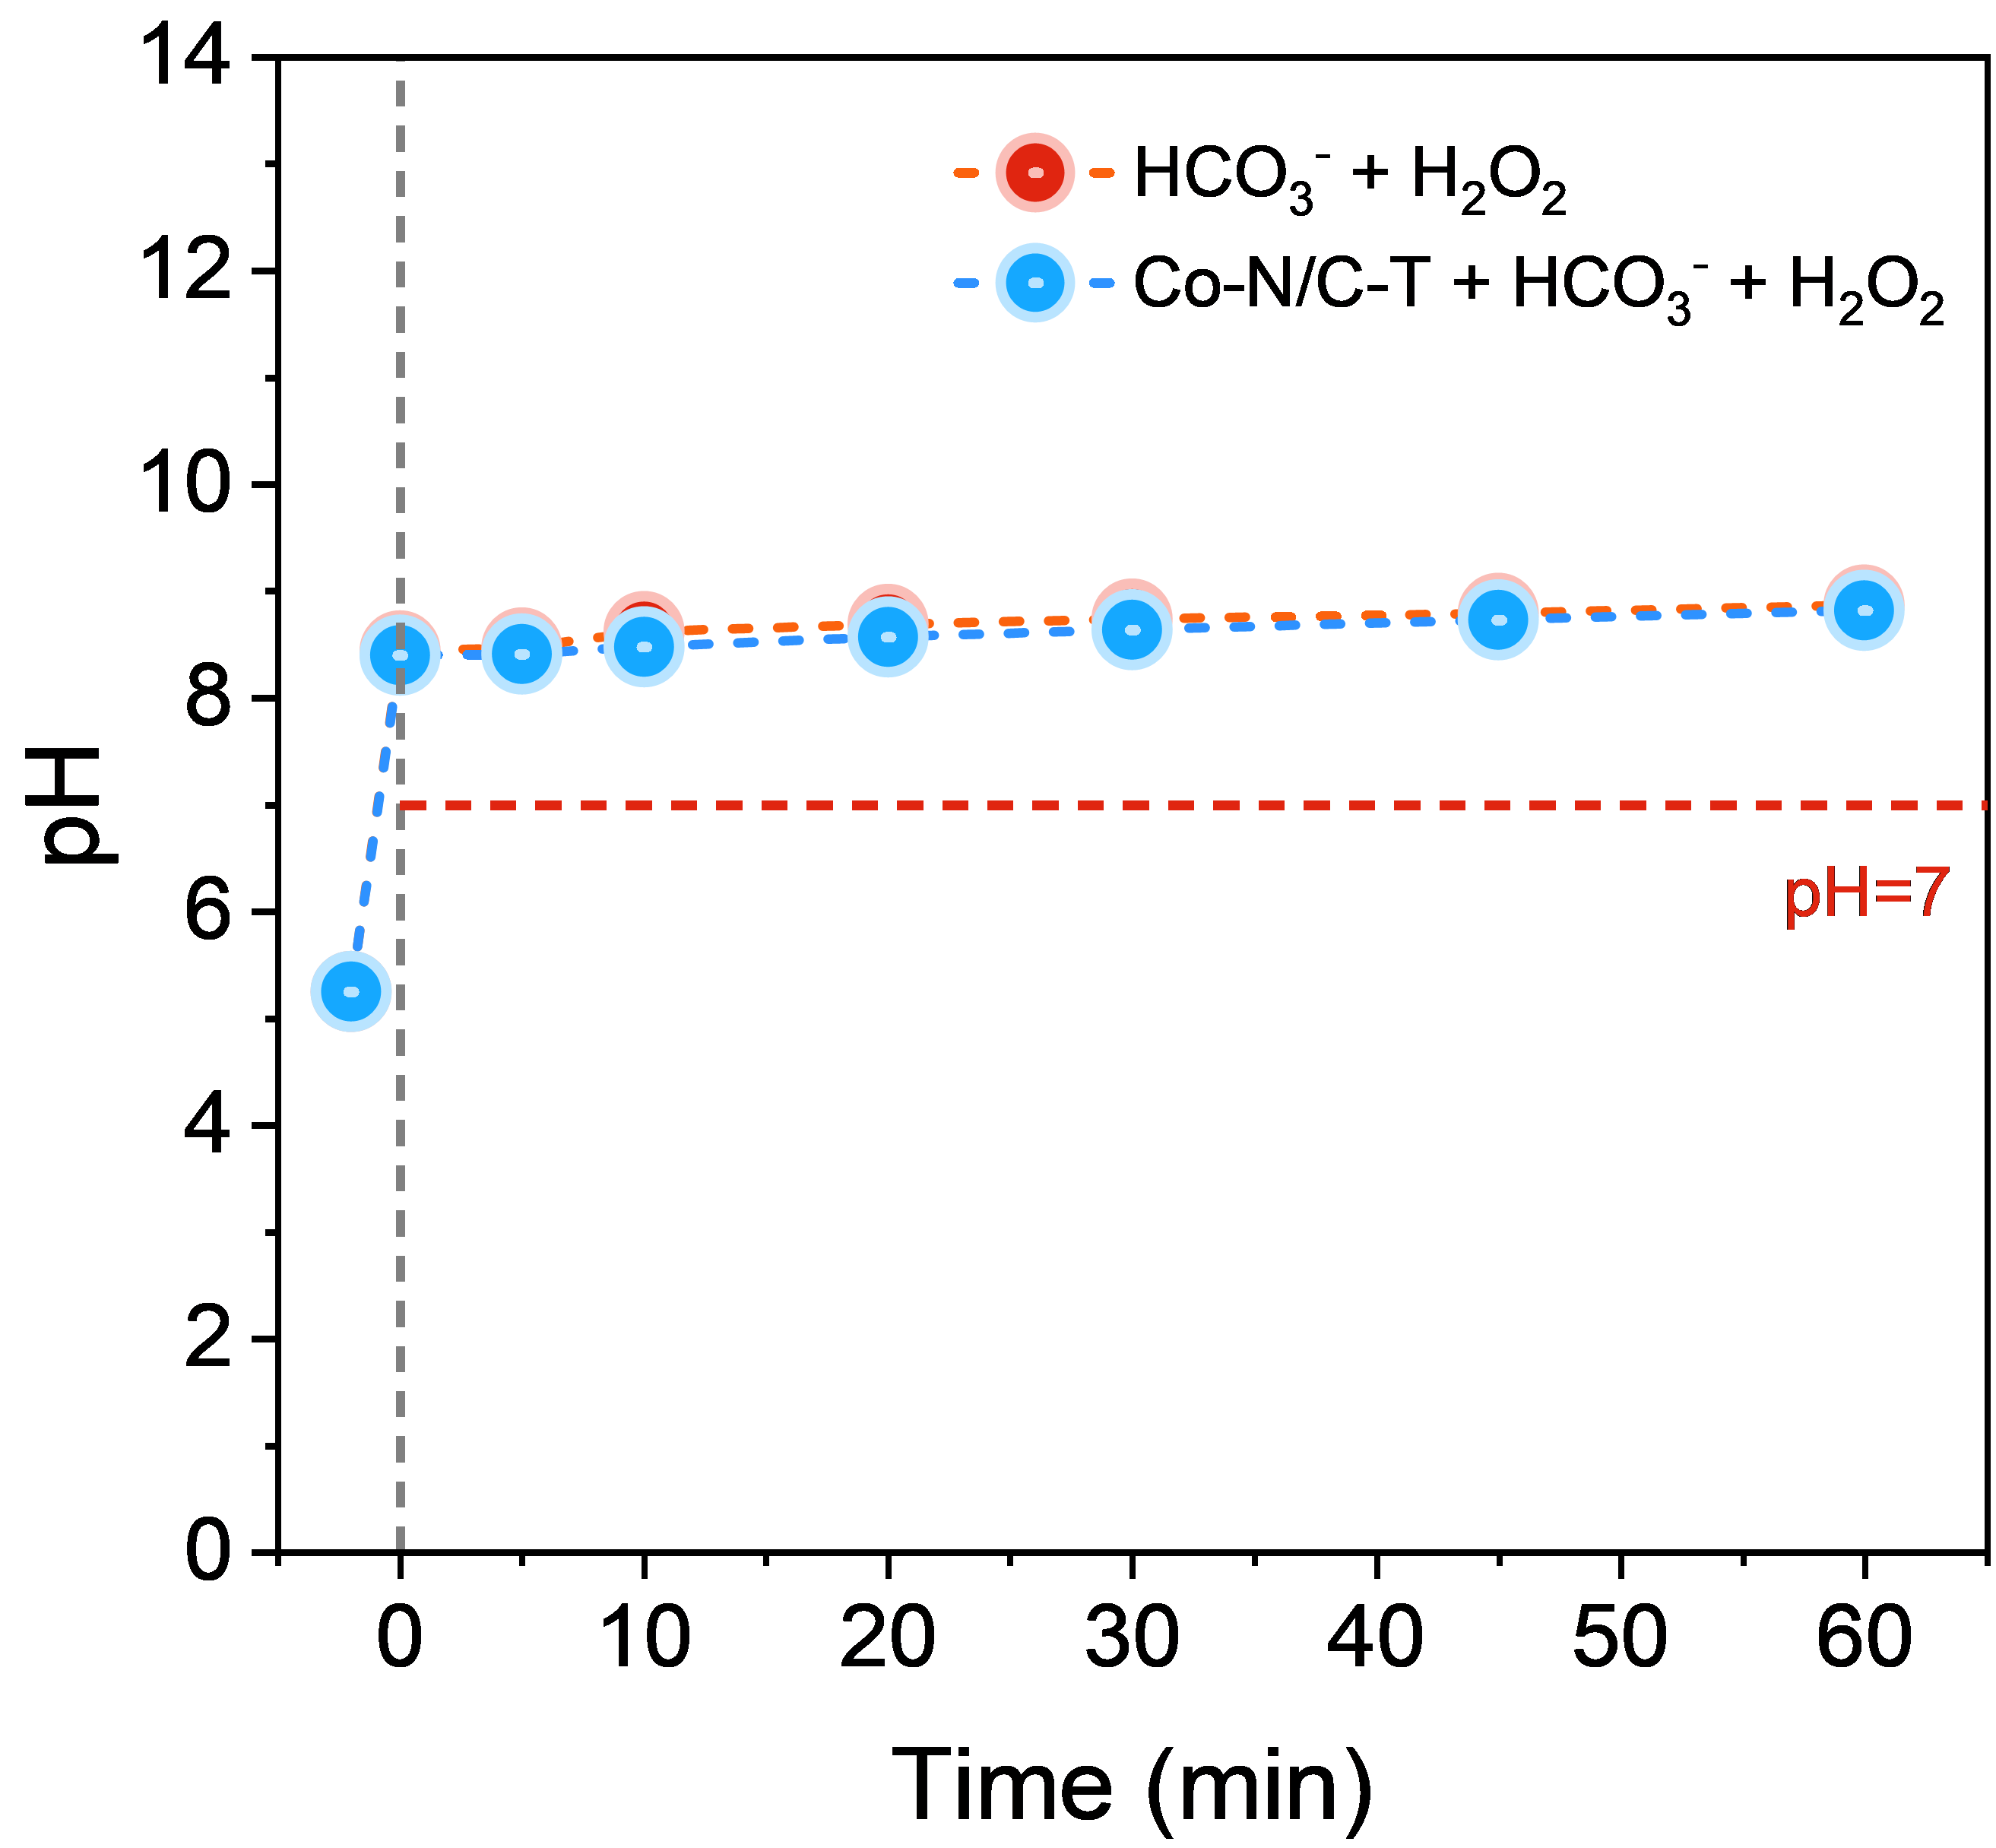 14
12
10
8
6
4
2
0
pH
HCO₃⁻ + H₂O₂
Co-N/C-T + HCO₃⁻ + H₂O₂
pH=7
0 10 20 30 40 50 60
Time (min)